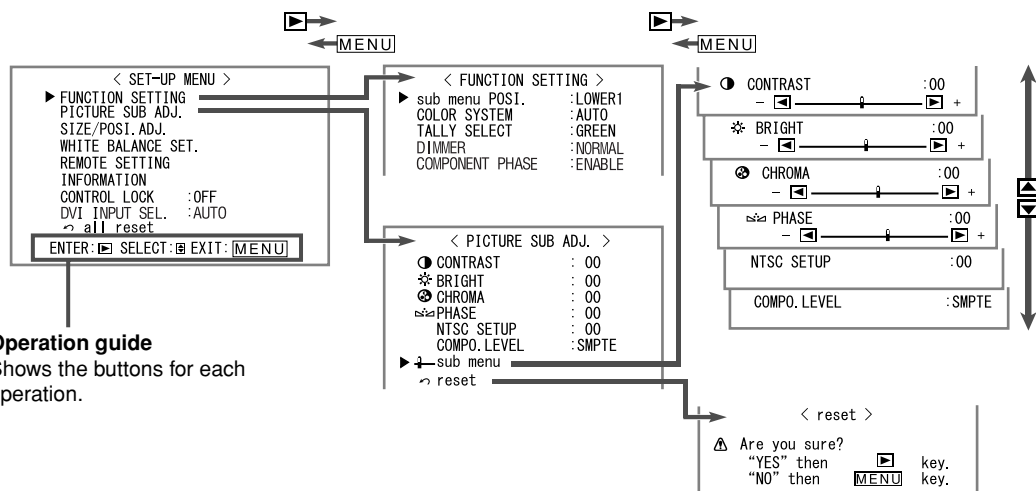 MENU
MENU
< SET-UP MENU >
FUNCTION SETTING
PICTURE SUB ADJ.
SIZE/POSI.ADJ.
WHITE BALANCE SET.
REMOTE SETTING
INFORMATION
CONTROL LOCK :OFF
DVI INPUT SEL. :AUTO
all reset
ENTER: SELECT: EXIT: MENU
Operation guide
Shows the buttons for each
operation.
< FUNCTION SETTING >
sub menu POSI. :LOWER1
COLOR SYSTEM :AUTO
TALLY SELECT :GREEN
DIMMER :NORMAL
COMPONENT PHASE :ENABLE
< PICTURE SUB ADJ. >
CONTRAST : 00
BRIGHT : 00
CHROMA : 00
PHASE : 00
NTSC SETUP : 00
COMPO.LEVEL :SMPTE
sub menu
reset
CONTRAST :00
- +
BRIGHT :00
- +
CHROMA :00
- +
PHASE :00
- +
NTSC SETUP :00
COMPO.LEVEL :SMPTE
< reset >
Are you sure?
“YES” then key.
“NO” then MENU key.